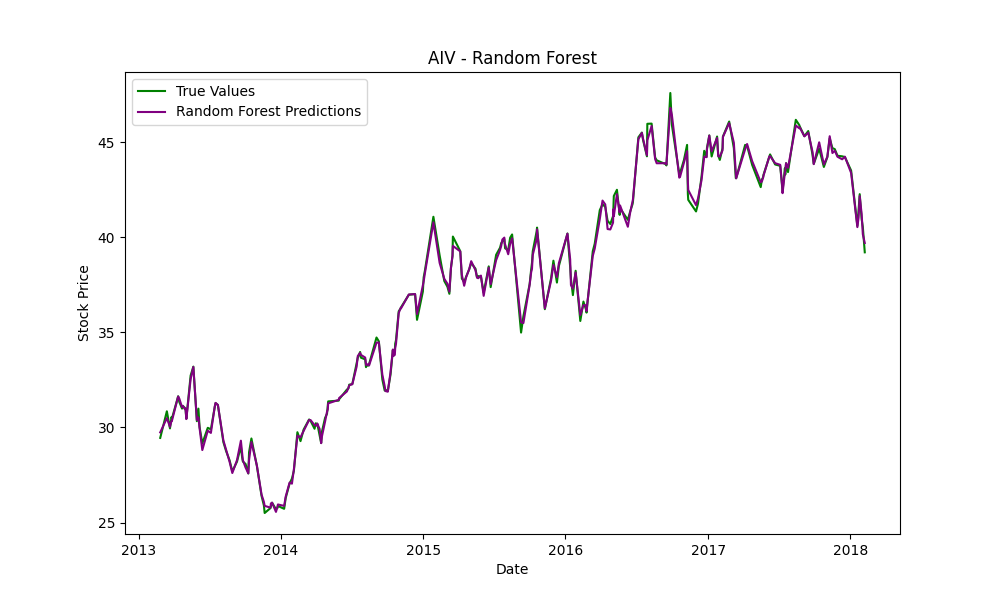 AIV - Random Forest
True Values
Random Forest Predictions
Stock Price
45
40
35
30
25
2013
2014
2015
2016
2017
2018
Date